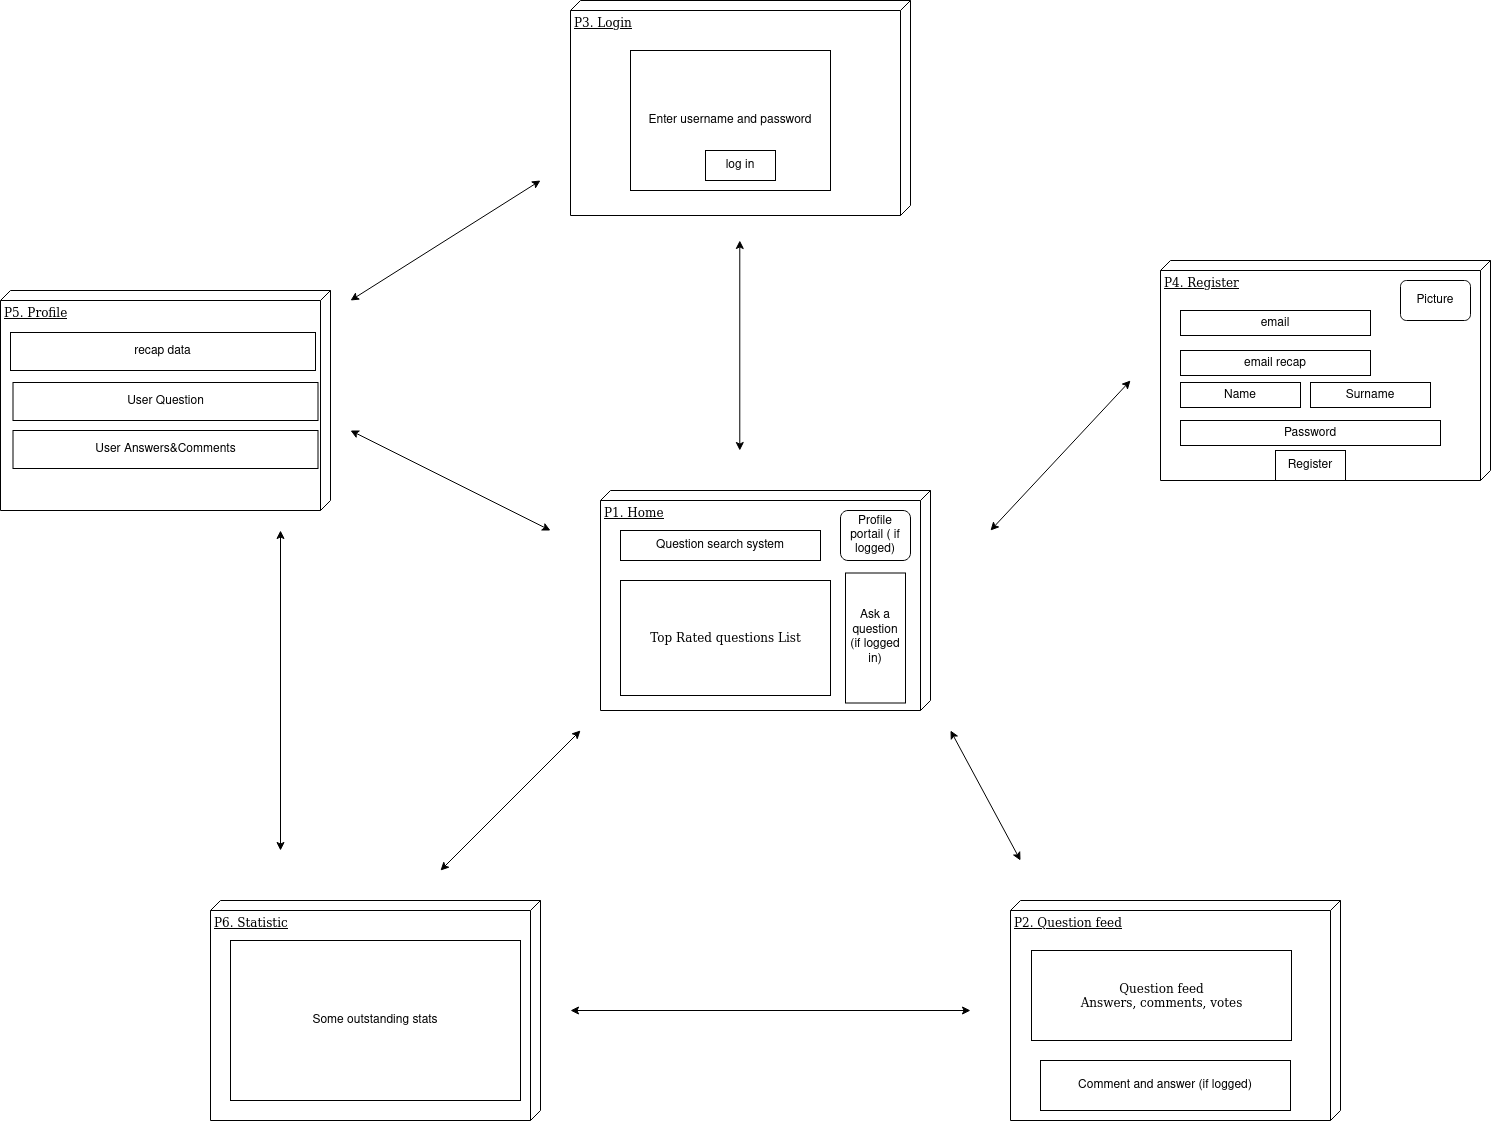 P3. Login
Enter username and password
log in
P4. Register
Picture
email
email recap
Name
Surname
Password
Register
P5. Profile
recap data
User Question
User Answers&Comments
P1. Home
Question search system
Profile
portail ( if
logged)
Top Rated questions List
Ask a
question
(if logged
in)
P6. Statistic
Some outstanding stats
P2. Question feed
Question feed
Answers, comments, votes
Comment and answer (if logged)